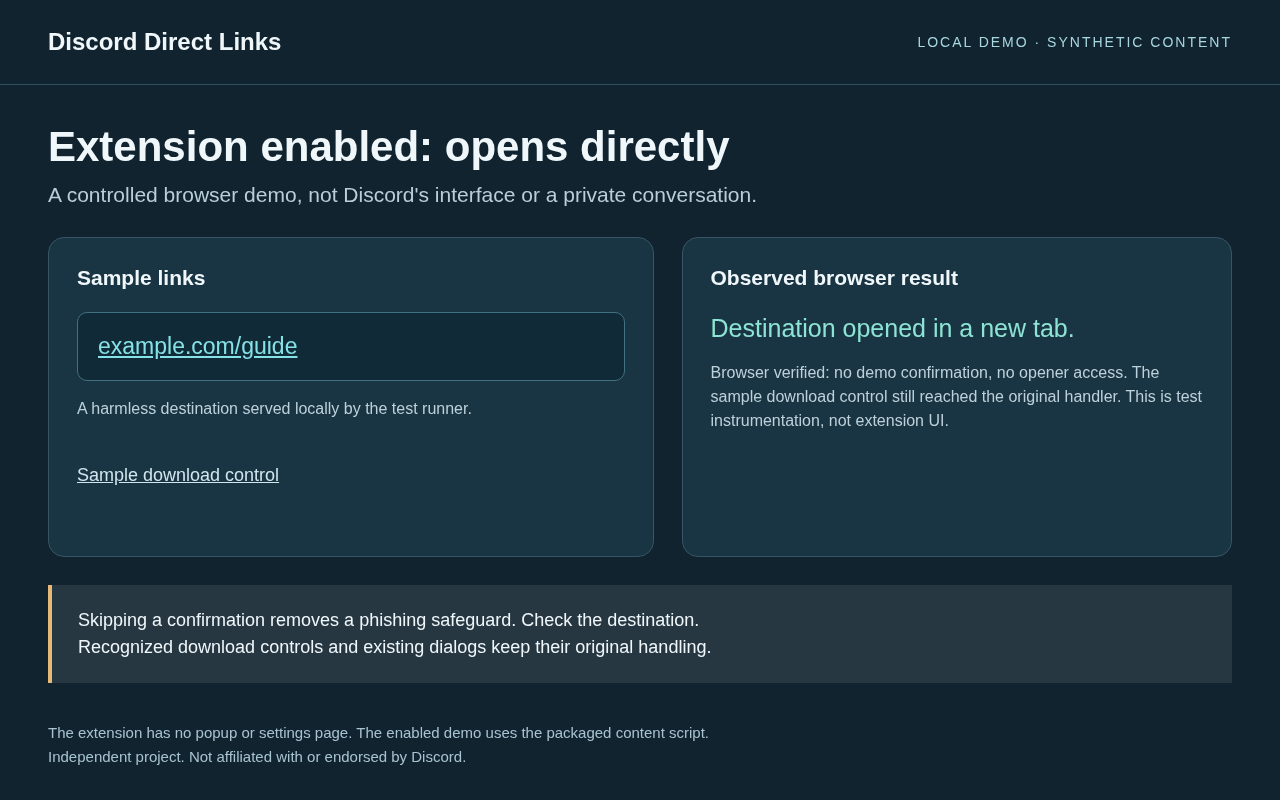 Discord Direct Links
LOCAL DEMO · SYNTHETIC CONTENT
Extension enabled: opens directly
A controlled browser demo, not Discord's interface or a private conversation.
Sample links
example.com/guide
A harmless destination served locally by the test runner.
Sample download control
Observed browser result
Destination opened in a new tab.
Browser verified: no demo confirmation, no opener access. The
sample download control still reached the original handler. This is test
instrumentation, not extension UI.
Skipping a confirmation removes a phishing safeguard. Check the destination.
Recognized download controls and existing dialogs keep their original handling.
The extension has no popup or settings page. The enabled demo uses the packaged content script.
Independent project. Not affiliated with or endorsed by Discord.